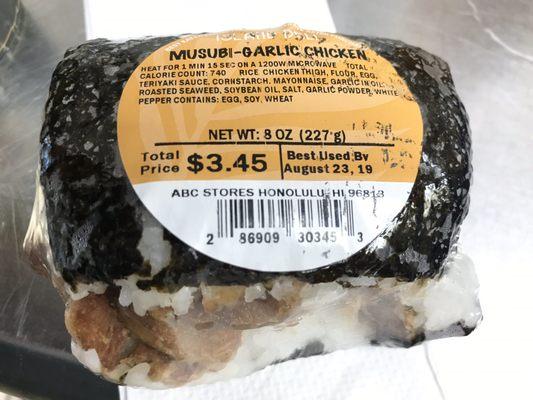 ISLAND DELI
MUSUBI-GARLIC CHICKEN
HEAT FOR 1 MIN 15 SEC ON A 1200W MICROWAVE TOTAL
CALORIE COUNT: 740 RICE CHICKEN THIGH, FLOUR, EGG,
TERIYAKI SAUCE, CORNSTARCH, MAYONNAISE, GARLIC IN OIL,
ROASTED SEAWEED, SOYBEAN OIL, SALT, GARLIC POWDER, WHITE
PEPPER CONTAINS: EGG, SOY, WHEAT
NET WT: 8 OZ (227 g)
Total Price $3.45
Best Used By
August 23, 19
ABC STORES HONOLULU, HI 96813
2 86909 30345 3